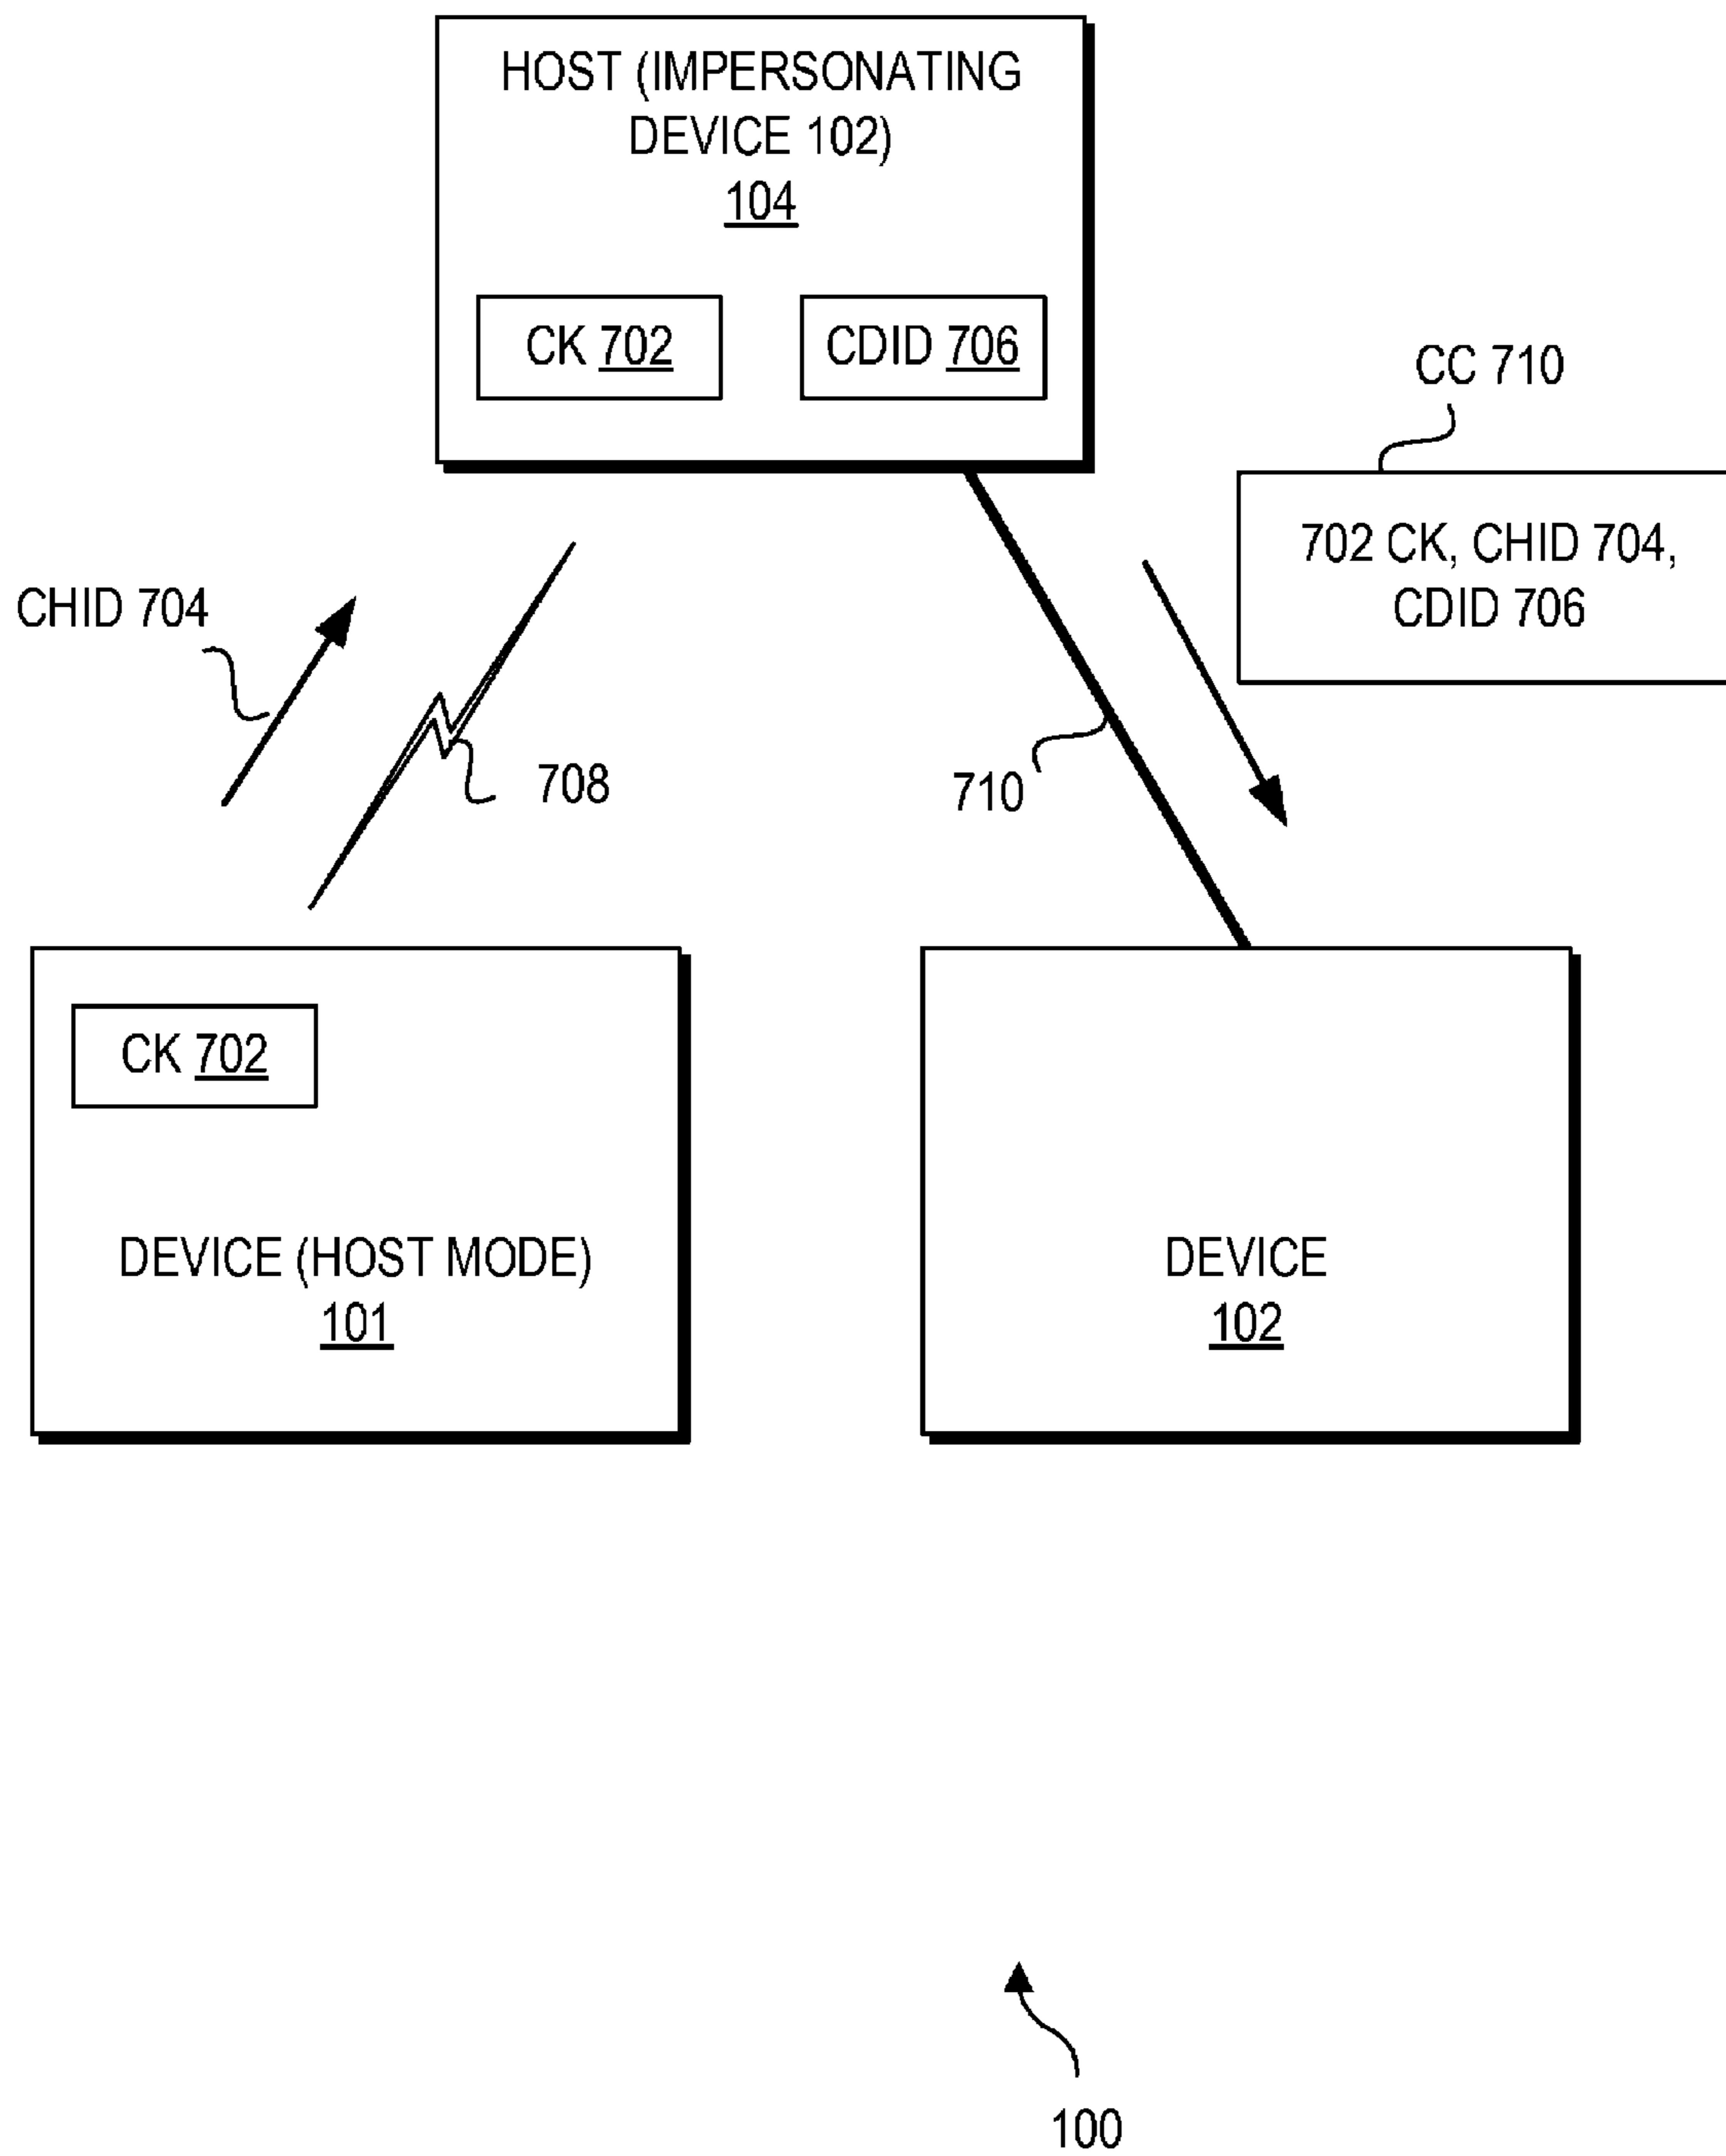 HOST (IMPERSONATING
DEVICE 102)
104
CK 702
CDID 706
CC 710
702 CK, CHID 704,
CDID 706
CHID 704
708
710
CK 702
DEVICE (HOST MODE)
101
DEVICE
102
100